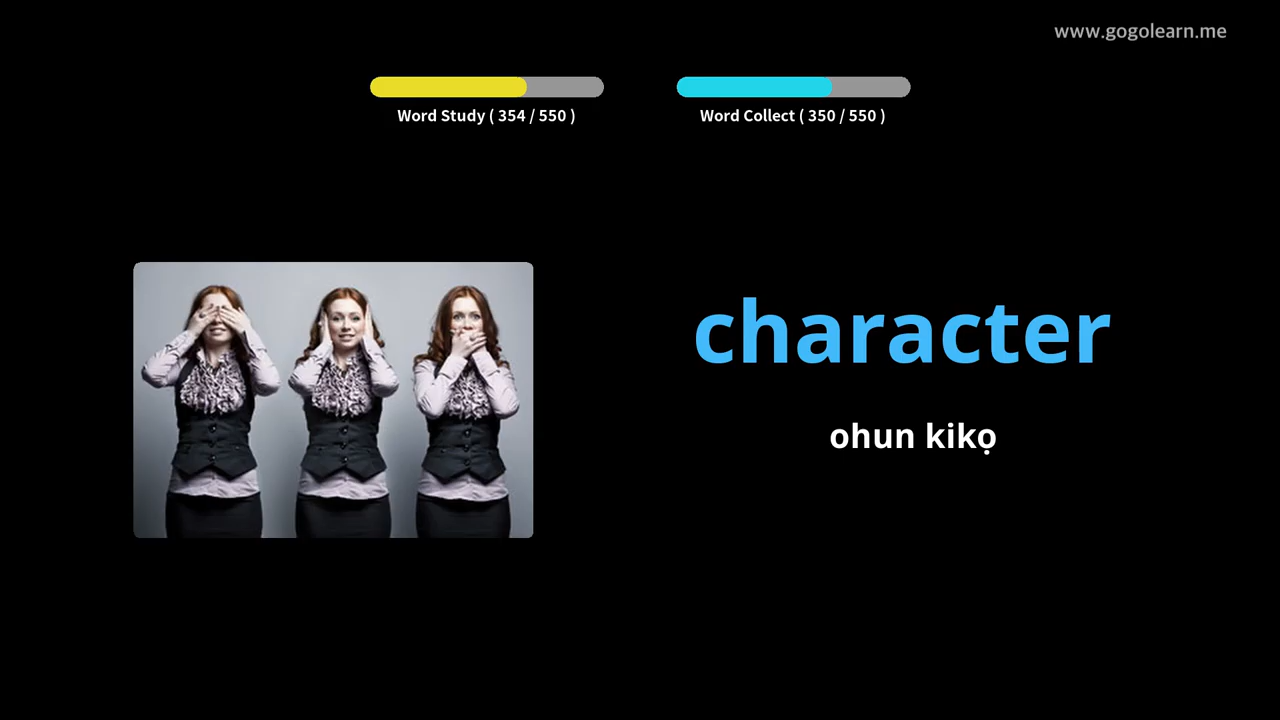 www.gogolearn.me
Word Study ( 354 / 550 )
Word Collect ( 350 / 550 )
character
ohun kikọ